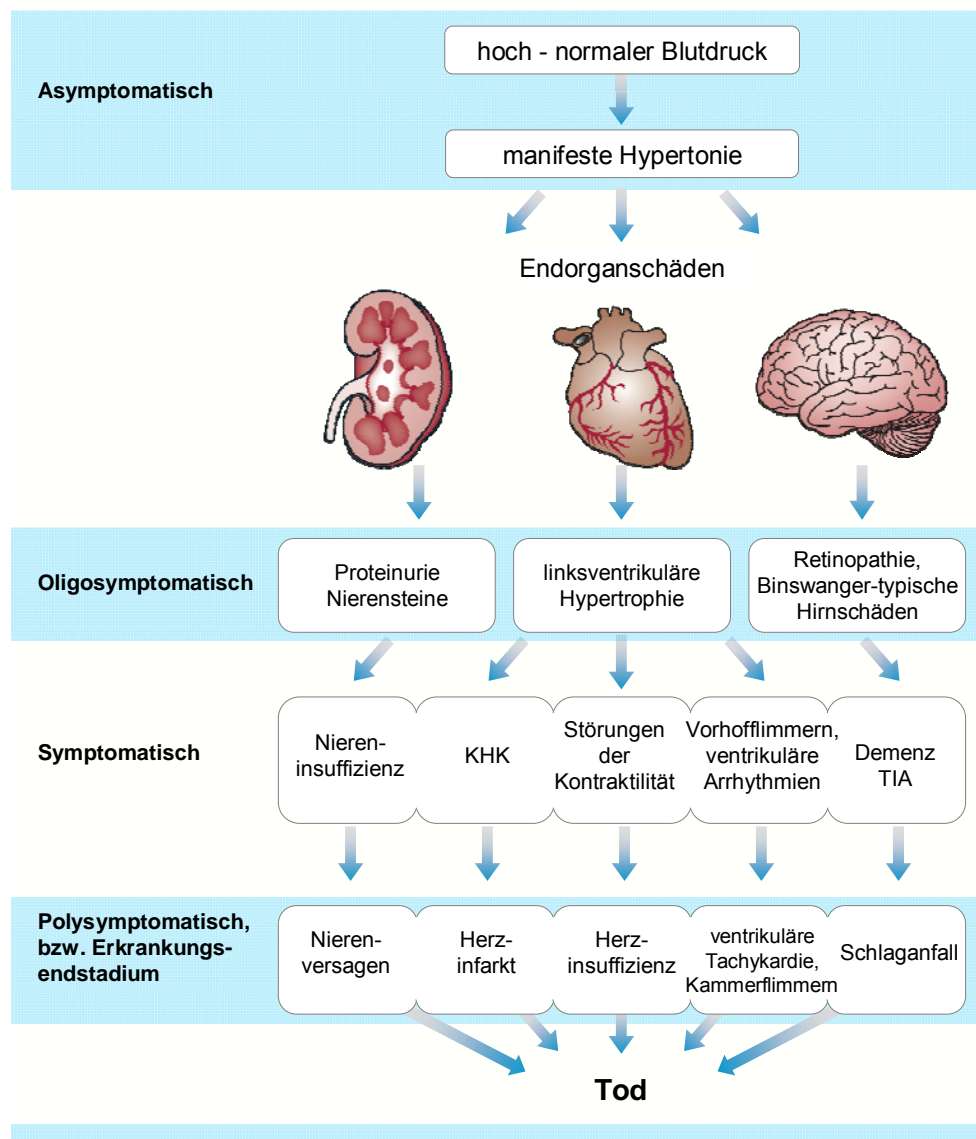 hoch - normaler Blutdruck
Asymptomatisch
manifeste Hypertonie
Endorganschäden
Oligosymptomatisch
Proteinurie
Nierensteine
linksventrikuläre
Hypertrophie
Retinopathie,
Binswanger-typische
Hirnschäden
Symptomatisch
Nieren-
insuffizienz
KHK
Störungen
der
Kontraktilität
Vorhofflimmern,
ventrikuläre
Arrhythmien
Demenz
TIA
Polysymptomatisch,
bzw. Erkrankungs-
endstadium
Nieren-
versagen
Herz-
infarkt
Herz-
insuffizienz
ventrikuläre
Tachykardie,
Kammerflimmern
Schlaganfall
Tod